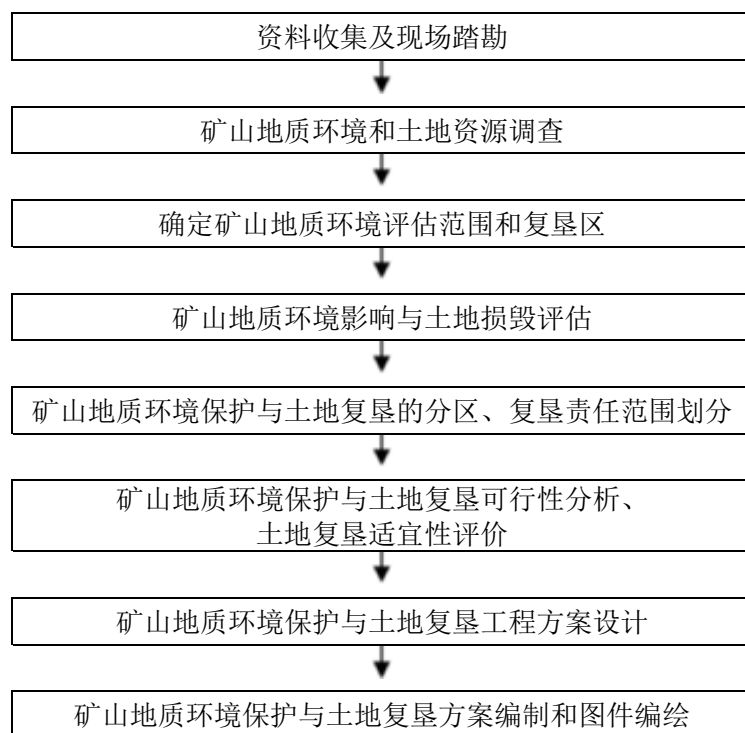 资料收集及现场踏勘
矿山地质环境和土地资源调查
确定矿山地质环境评估范围和复垦区
矿山地质环境影响与土地损毁评估
矿山地质环境保护与土地复垦的分区、复垦责任范围划分
矿山地质环境保护与土地复垦可行性分析、
土地复垦适宜性评价
矿山地质环境保护与土地复垦工程方案设计
矿山地质环境保护与土地复垦方案编制和图件编绘